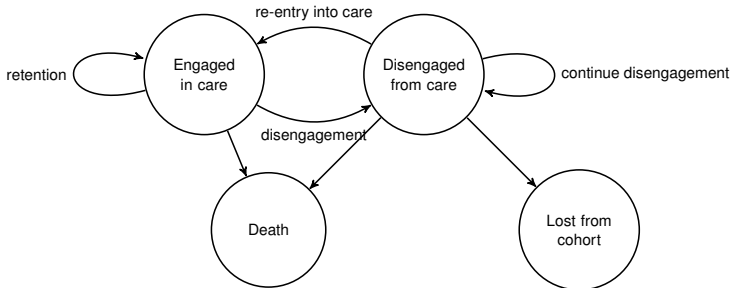 re-entry into care
Engaged
in care
Disengaged
from care
retention
continue disengagement
disengagement
Death
Lost from
cohort